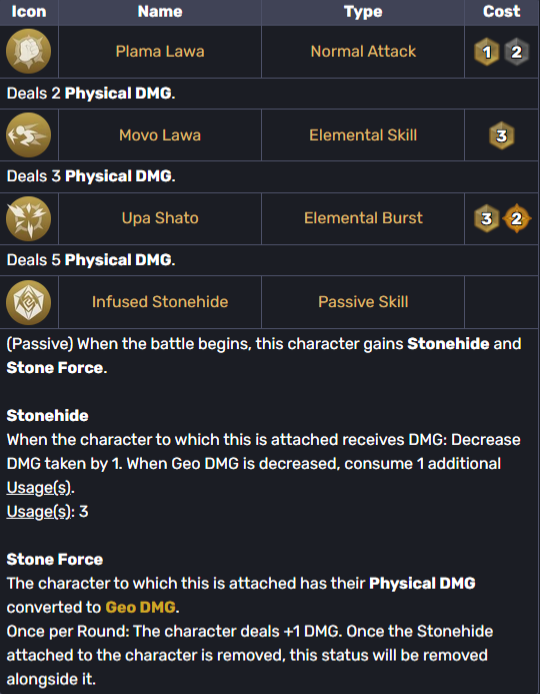 Icon Name Type Cost
Plama Lawa Normal Attack 1 2
Deals 2 Physical DMG.
Movo Lawa Elemental Skill 3
Deals 3 Physical DMG.
Upa Shato Elemental Burst 3 2
Deals 5 Physical DMG.
Infused Stonehide Passive Skill
(Passive) When the battle begins, this character gains Stonehide and
Stone Force.
Stonehide
When the character to which this is attached receives DMG: Decrease
DMG taken by 1. When Geo DMG is decreased, consume 1 additional
Usage(s).
Usage(s): 3
Stone Force
The character to which this is attached has their Physical DMG
converted to Geo DMG.
Once per Round: The character deals +1 DMG. Once the Stonehide
attached to the character is removed, this status will be removed
alongside it.